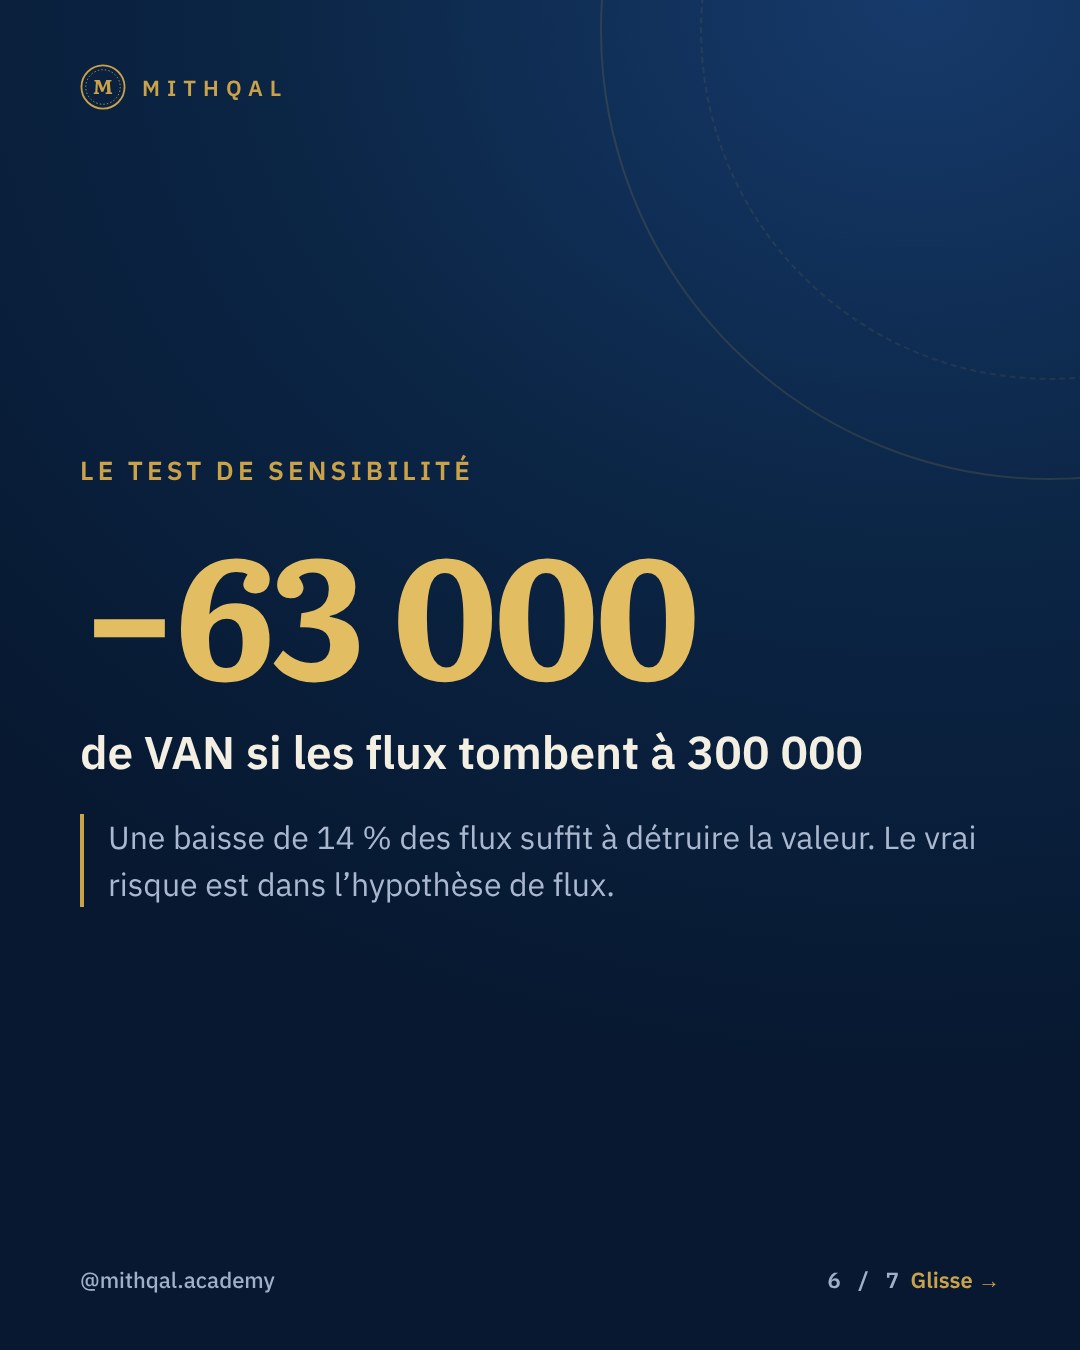 M MITHQAL
LE TEST DE SENSIBILITÉ
–63 000
de VAN si les flux tombent à 300 000
Une baisse de 14 % des flux suffit à détruire la valeur. Le vrai
risque est dans l’hypothèse de flux.
@mithqal.academy
6 / 7 Glisse →